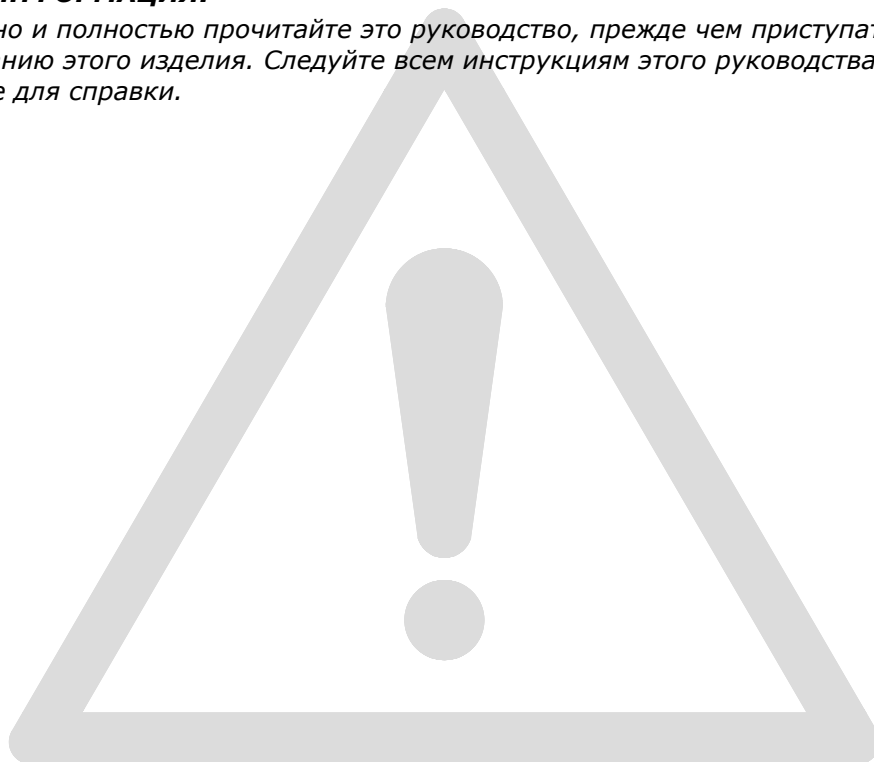 но и полностью прочитайте это руководство, прежде чем приступат
нию этого изделия. Следуйте всем инструкциям этого руководства
е для справки.